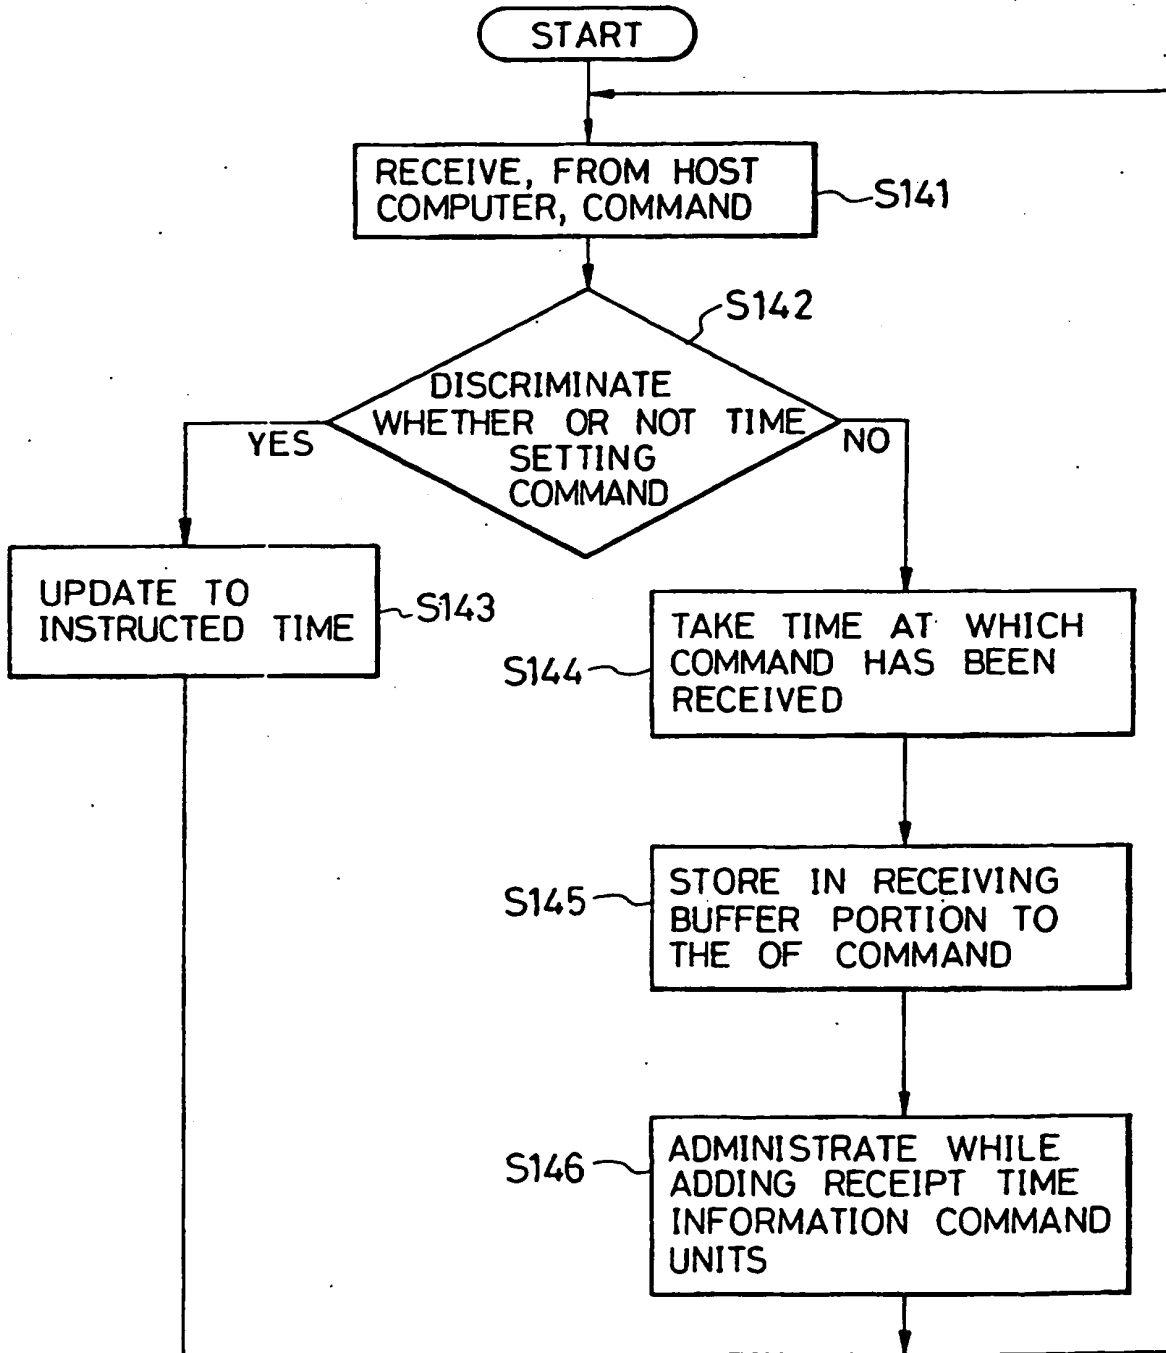 START
RECEIVE, FROM HOST
COMPUTER, COMMAND
S141
S142
DISCRIMINATE
WHETHER OR NOT TIME
SETTING
COMMAND
YES
NO
UPDATE TO
INSTRUCTED TIME
S143
TAKE TIME AT WHICH
COMMAND HAS BEEN
RECEIVED
S144
STORE IN RECEIVING
BUFFER PORTION TO
THE OF COMMAND
S145
ADMINISTRATE WHILE
ADDING RECEIPT TIME
INFORMATION COMMAND
UNITS
S146